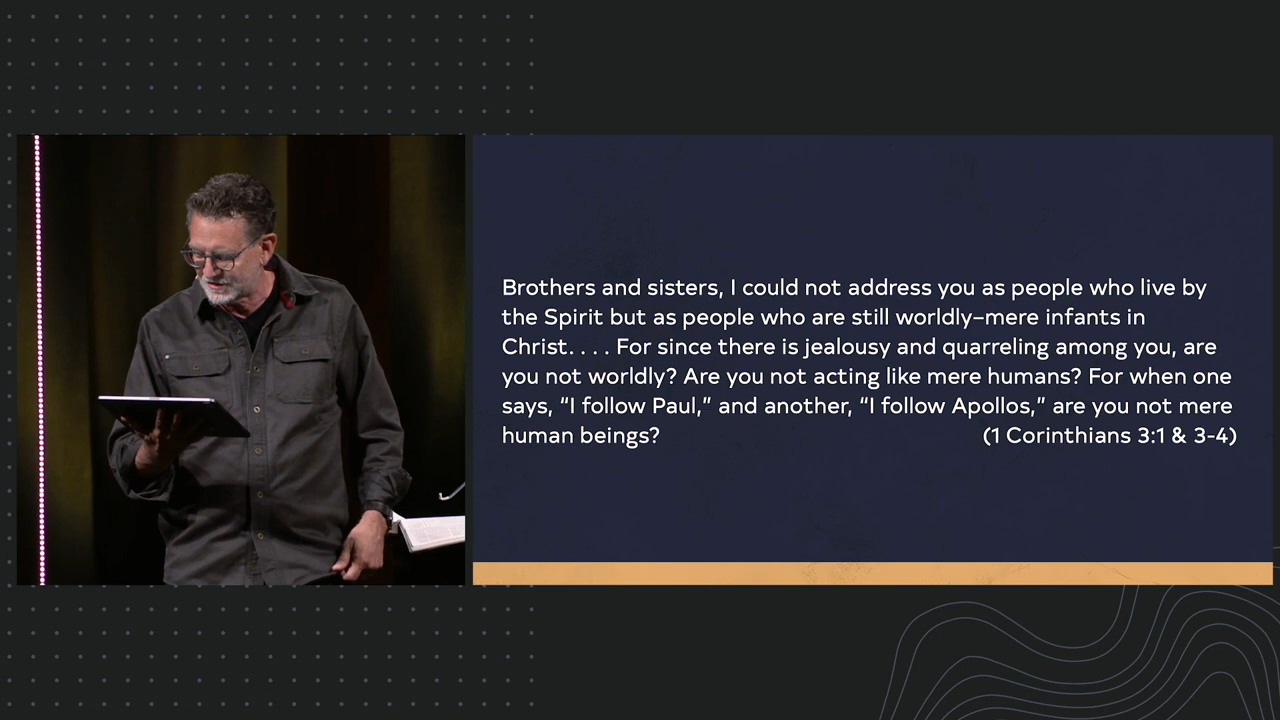 Brothers and sisters, I could not address you as people who live by
the Spirit but as people who are still worldly–mere infants in
Christ. . . . For since there is jealousy and quarreling among you, are
you not worldly? Are you not acting like mere humans? For when one
says, “I follow Paul,” and another, “I follow Apollos,” are you not mere
human beings? (1 Corinthians 3:1 & 3-4)